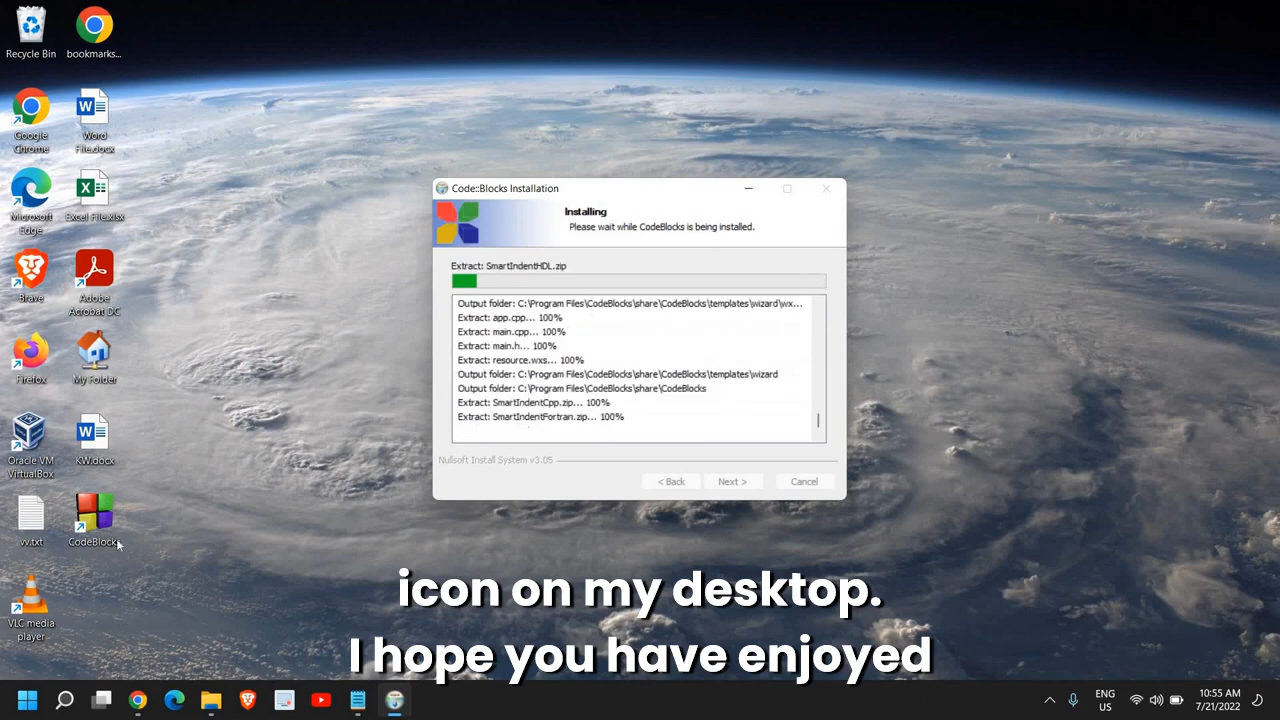 Recycle Bin
bookmarks...
Google
Chrome
Word
File.docx
Microsoft
Edge
Excel File.xlsx
Brave
Adobe
Acrobat DC
Firefox
My Folder
Oracle VM
VirtualBox
KW.docx
vv.txt
CodeBlocks
VLC media
player
Code::Blocks Installation
Installing
Please wait while CodeBlocks is being installed.
Extract: SmartIndentHDL.zip
Output folder: C:\Program Files\CodeBlocks\share\CodeBlocks\templates\wizard\wx...
Extract: app.cpp... 100%
Extract: main.cpp... 100%
Extract: main.h... 100%
Extract: resource.wxs... 100%
Output folder: C:\Program Files\CodeBlocks\share\CodeBlocks\templates\wizard
Output folder: C:\Program Files\CodeBlocks\share\CodeBlocks
Extract: SmartIndentCpp.zip... 100%
Extract: SmartIndentFortran.zip... 100%
Nullsoft Install System v3.05
< Back
Next >
Cancel
icon on my desktop.
I hope you have enjoyed
ENG
US
10:55 AM
7/21/2022